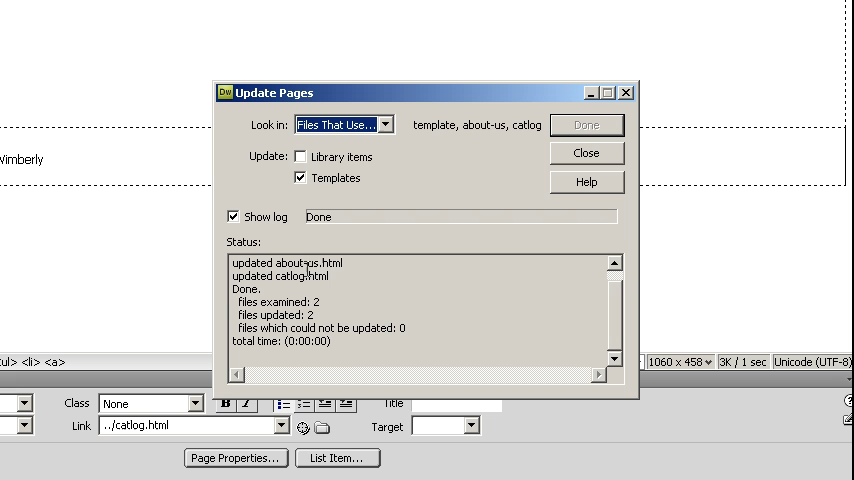 Dw Update Pages
Look in: Files That Use... template, about-us, catlog Done
Close
Update: Library items
Templates
Help
Show log Done
Status:
updated about-us.html
updated catlog.html
Done.
files examined: 2
files updated: 2
files which could not be updated: 0
total time: (0:00:00)
Wimberly
<li> <a> 1060 x 458 3K / 1 sec Unicode (UTF-8)
Class None B I Title
Link ../catlog.html Target
Page Properties... List Item...